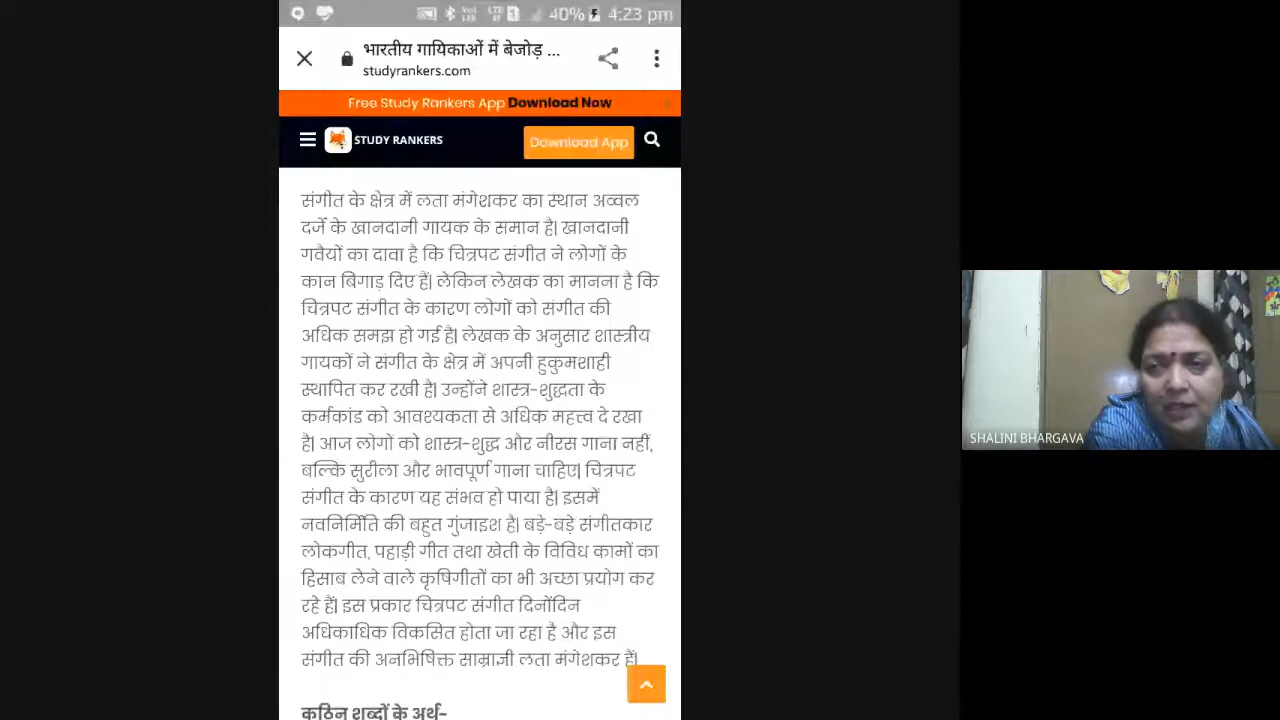 40% 4:23 pm
भारतीय गायिकाओं में बेजोड़ ...
studyrankers.com
Free Study Rankers App Download Now
STUDY RANKERS
Download App
संगीत के क्षेत्र में लता मंगेशकर का स्थान अव्वल
दर्जे के खानदानी गायक के समान है| खानदानी
गवैयों का दावा है कि चित्रपट संगीत ने लोगों के
कान बिगाड़ दिए हैं| लेकिन लेखक का मानना है कि
चित्रपट संगीत के कारण लोगों को संगीत की
अधिक समझ हो गई है| लेखक के अनुसार शास्त्रीय
गायकों ने संगीत के क्षेत्र में अपनी हुकुमशाही
स्थापित कर रखी है| उन्होंने शास्त्र-शुद्धता के
कर्मकांड को आवश्यकता से अधिक महत्त्व दे रखा
है| आज लोगों को शास्त्र-शुद्ध ओर नीरस गाना नहीं,
बल्कि सुरीला और भावपूर्ण गाना चाहिए| चित्रपट
संगीत के कारण यह संभव हो पाया है| इसमें
नवनिर्मिति की बहुत गुंजाइश है| बड़े-बड़े संगीतकार
लोकगीत, पहाड़ी गीत तथा खेती के विविध कामों का
हिसाब लेने वाले कृषिगीतों का भी अच्छा प्रयोग कर
रहे हैं| इस प्रकार चित्रपट संगीत दिनोंदिन
अधिकाधिक विकसित होता जा रहा है और इस
संगीत की अनभिषिक्त साम्राज्ञी लता मंगेशकर हैं|
कठिन शब्दों के अर्थ-
SHALINI BHARGAVA